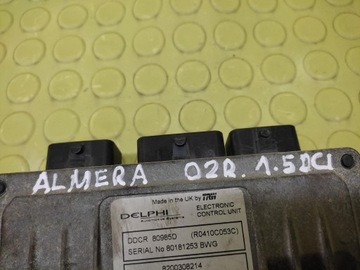 ALMERA 02R. 1.5DCI
Made in the UK by TRW
DELPHI ELECTRONIC
CONTROL UNIT
DDCR 80985D (R0410C053C)
SERIAL No.80181253 BWG
8200308214